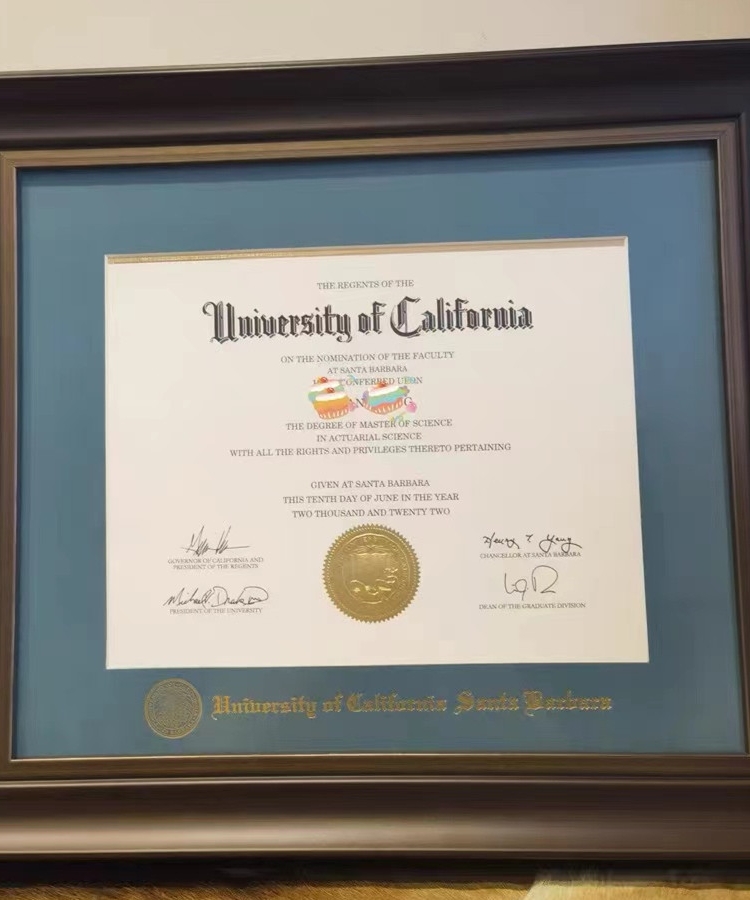 THE REGENTS OF THE
University of California
ON THE NOMINATION OF THE FACULTY
AT SANTA BARBARA
CONFERRED UPON
THE DEGREE OF MASTER OF SCIENCE
IN ACTUARIAL SCIENCE
WITH ALL THE RIGHTS AND PRIVILEGES THERETO PERTAINING
GIVEN AT SANTA BARBARA
THIS TENTH DAY OF JUNE IN THE YEAR
TWO THOUSAND AND TWENTY TWO
GOVERNOR OF CALIFORNIA AND
PRESIDENT OF THE REGENTS
PRESIDENT OF THE UNIVERSITY
Henry T. Yang
CHANCELLOR AT SANTA BARBARA
DEAN OF THE GRADUATE DIVISION
University of California Santa Barbara